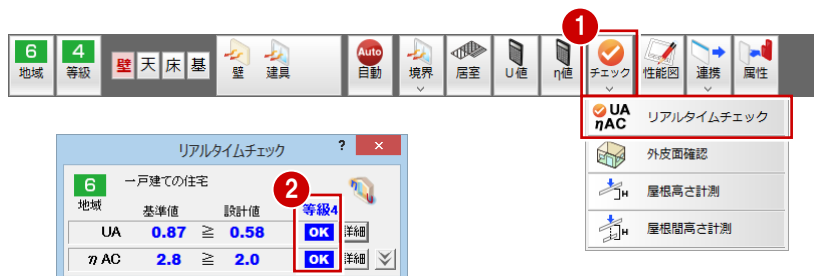 1
6 4 Auto
地域 等級 壁 天 床 基 壁 建具 自動 境界 居室 U値 η値 チェック 性能図 連携 属性
UA ηAC リアルタイムチェック
外皮面確認
H 屋根高さ計測
H 屋根間高さ計測
リアルタイムチェック ? ×
6 一戸建ての住宅 2
地域 基準値 設計値 等級4
UA 0.87 ≧ 0.58 OK 詳細
η AC 2.8 ≧ 2.0 OK 詳細